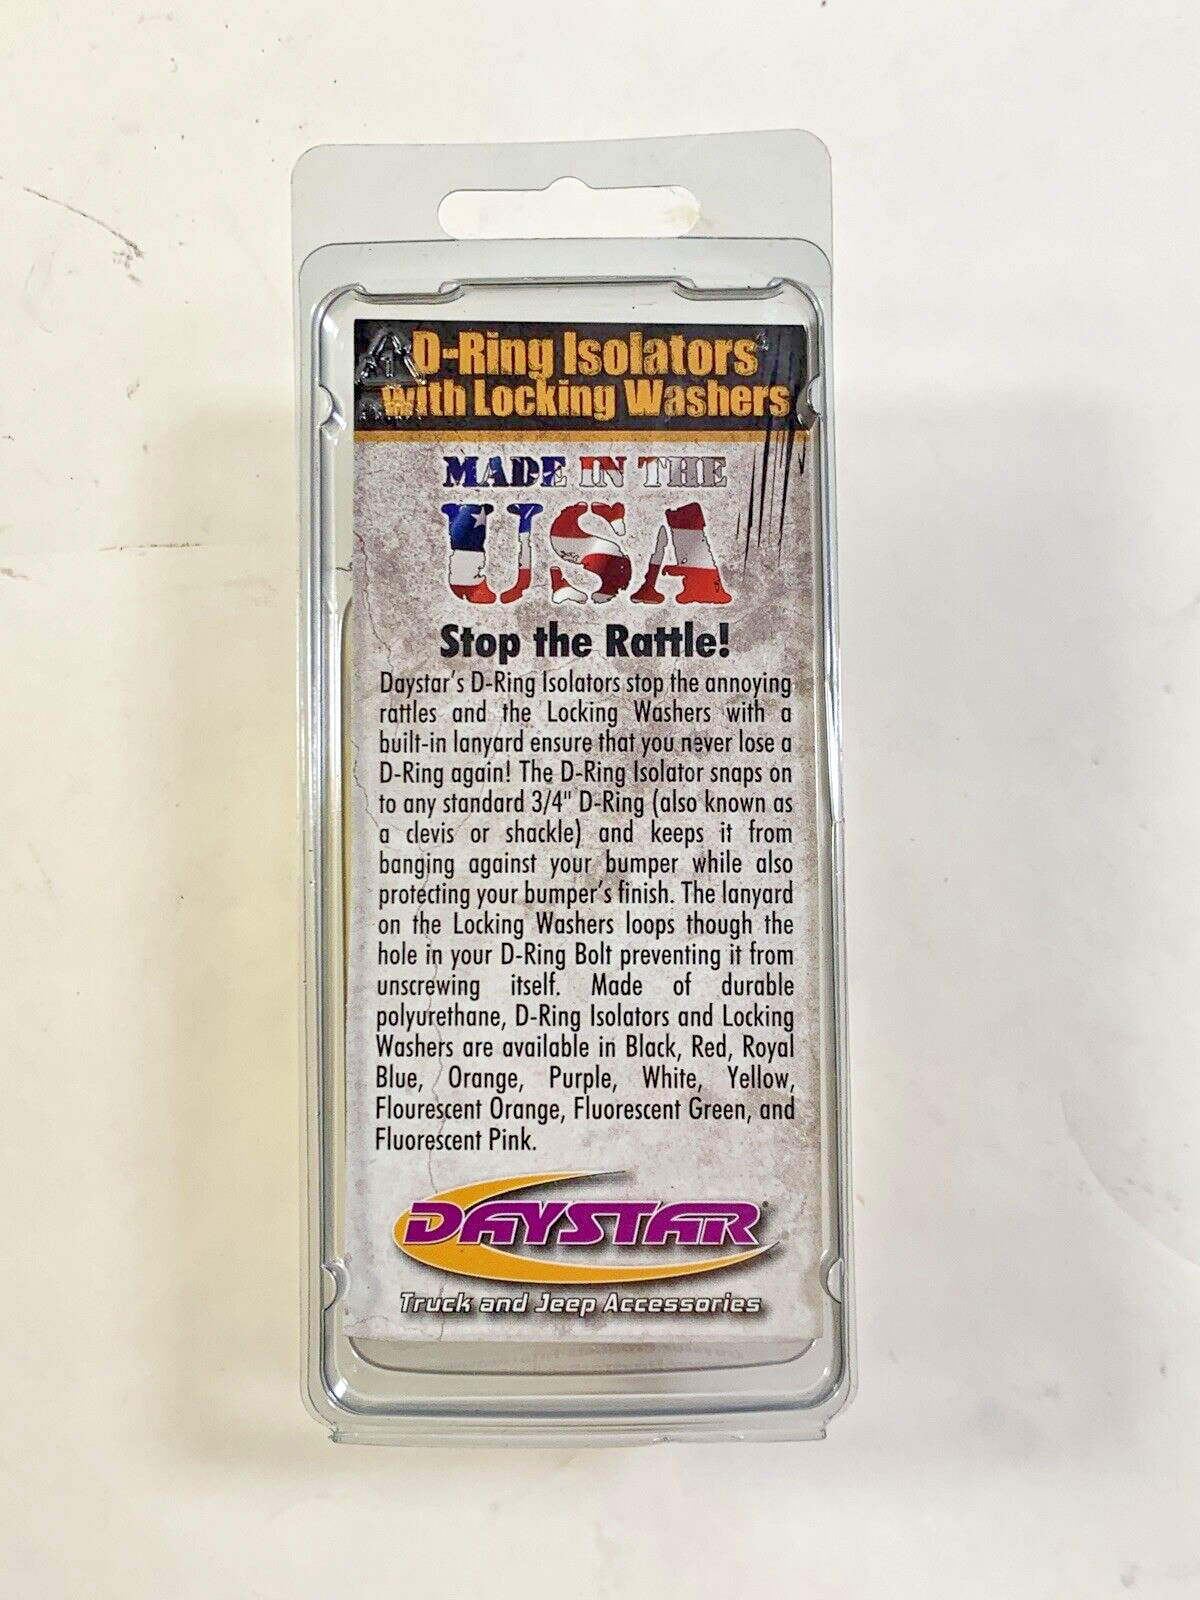 D-Ring Isolators
with Locking Washers
MADE IN THE
USA
Stop the Rattle!
Daystar's D-Ring Isolators stop the annoying
rattles and the Locking Washers with a
built-in lanyard ensure that you never lose a
D-Ring again! The D-Ring Isolator snaps on
to any standard 3/4" D-Ring (also known as
a clevis or shackle) and keeps it from
banging against your bumper while also
protecting your bumper's finish. The lanyard
on the Locking Washers loops though the
hole in your D-Ring Bolt preventing it from
unscrewing itself. Made of durable
polyurethane, D-Ring Isolators and Locking
Washers are available in Black, Red, Royal
Blue, Orange, Purple, White, Yellow,
Flourescent Orange, Fluorescent Green, and
Fluorescent Pink.
DAYSTAR®
Truck and Jeep Accessories